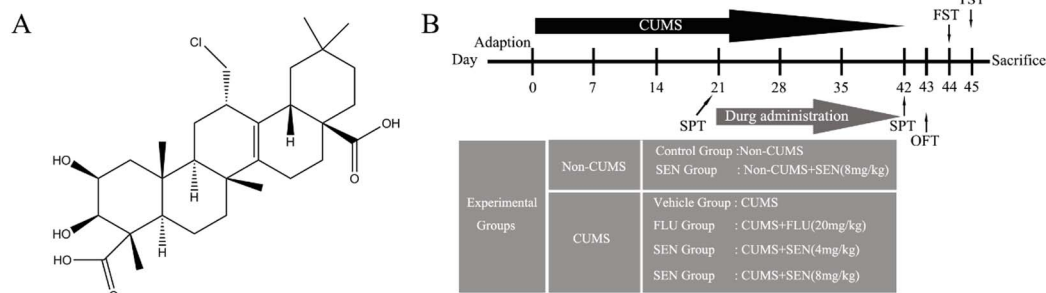 A
Cl
OH
O
H
HO
H
HO
H
HO
B
TST
FST
CUMS
Adaption
Day
Sacrifice
0 7 14 21 28 35 42 43 44 45
Durg administration
SPT
SPT
OFT
Experimental
Groups
Non-CUMS
Control Group :Non-CUMS
SEN Group : Non-CUMS+SEN(8mg/kg)
CUMS
Vehicle Group : CUMS
FLU Group : CUMS+FLU(20mg/kg)
SEN Group : CUMS+SEN(4mg/kg)
SEN Group : CUMS+SEN(8mg/kg)